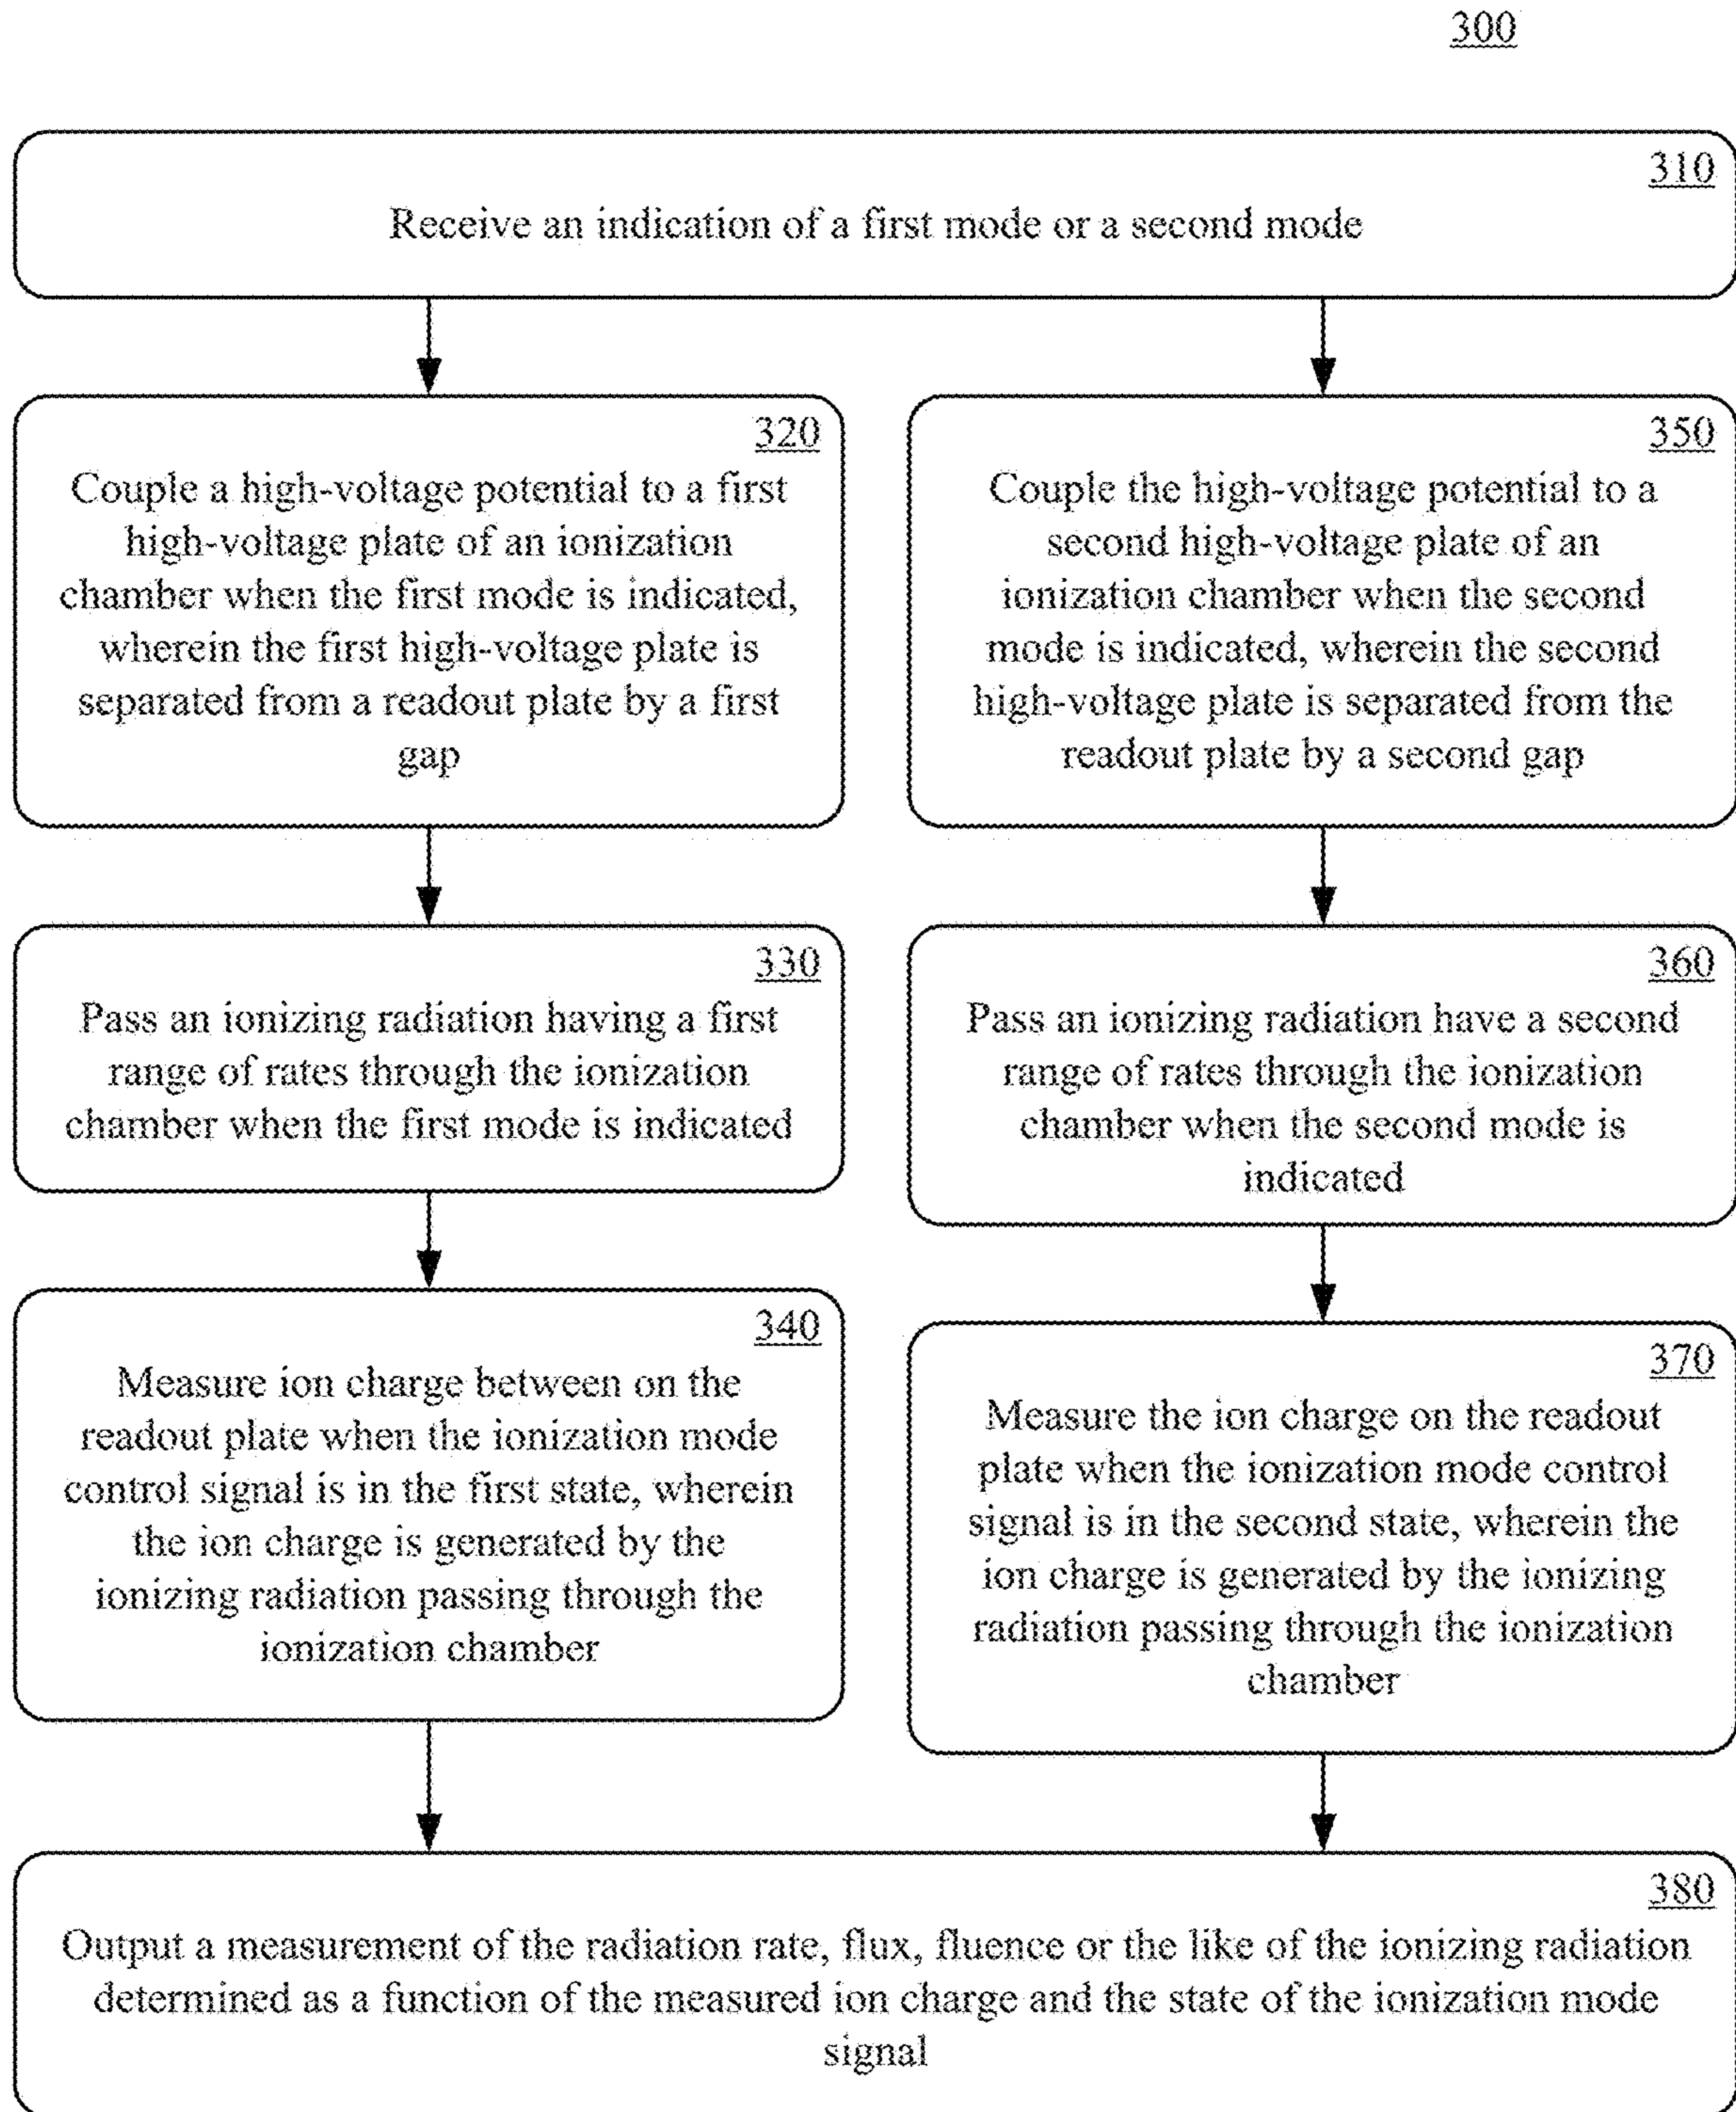 300
310
Receive an indication of a first mode or a second mode
320
Couple a high-voltage potential to a first
high-voltage plate of an ionization
chamber when the first mode is indicated,
wherein the first high-voltage plate is
separated from a readout plate by a first
gap
350
Couple the high-voltage potential to a
second high-voltage plate of an
ionization chamber when the second
mode is indicated, wherein the second
high-voltage plate is separated from the
readout plate by a second gap
330
Pass an ionizing radiation having a first
range of rates through the ionization
chamber when the first mode is indicated
360
Pass an ionizing radiation have a second
range of rates through the ionization
chamber when the second mode is
indicated
340
Measure ion charge between on the
readout plate when the ionization mode
control signal is in the first state, wherein
the ion charge is generated by the
ionizing radiation passing through the
ionization chamber
370
Measure the ion charge on the readout
plate when the ionization mode control
signal is in the second state, wherein the
ion charge is generated by the ionizing
radiation passing through the ionization
chamber
380
Output a measurement of the radiation rate, flux, fluence or the like of the ionizing radiation
determined as a function of the measured ion charge and the state of the ionization mode
signal